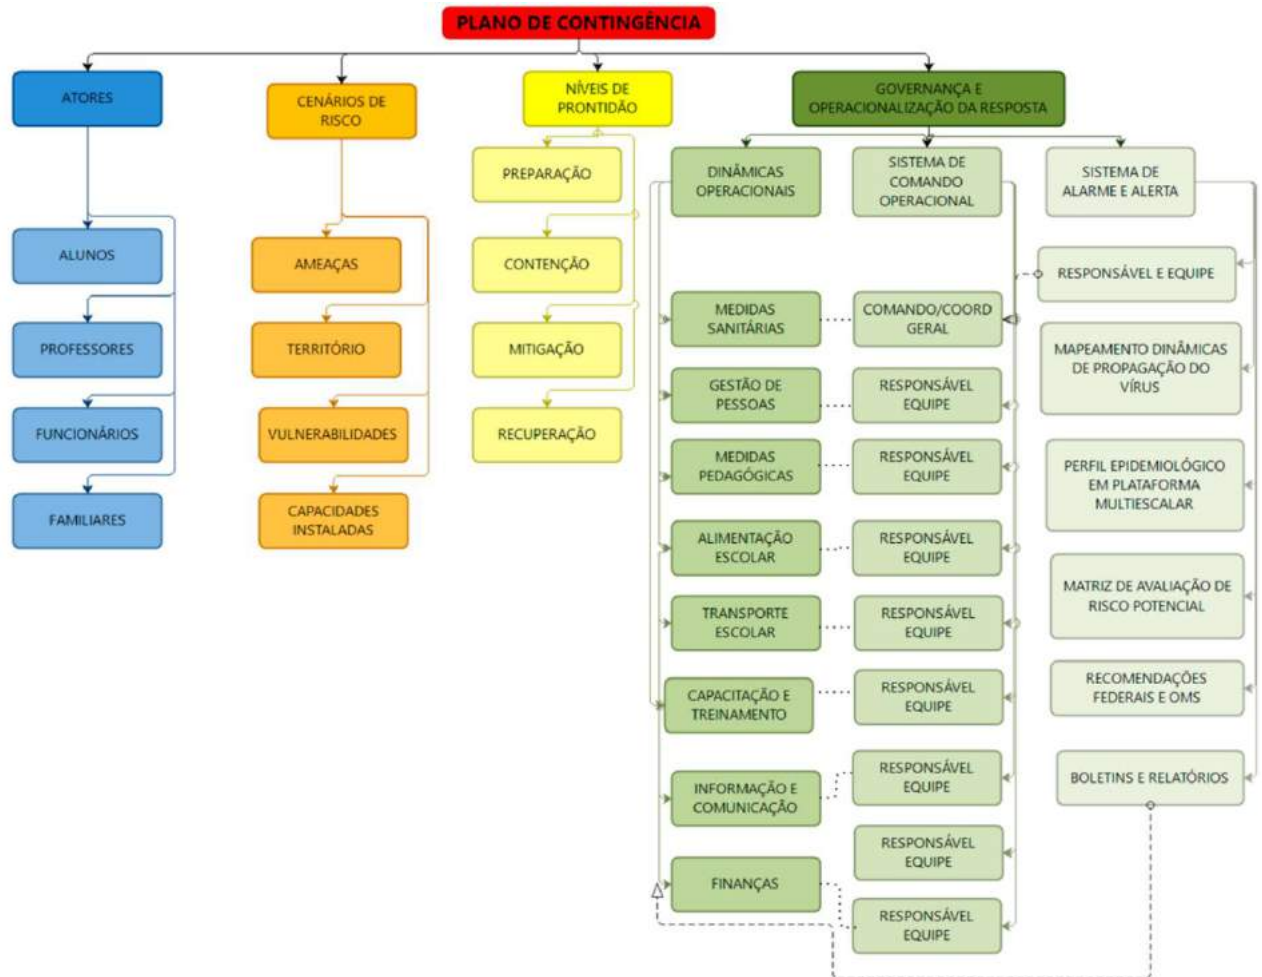 PLANO DE CONTINGÊNCIA
ATORES
ALUNOS
PROFESSORES
FUNCIONÁRIOS
FAMILIARES
CENÁRIOS DE
RISCO
AMEAÇAS
TERRITÓRIO
VULNERABILIDADES
CAPACIDADES
INSTALADAS
NÍVEIS DE
PRONTIDÃO
PREPARAÇÃO
CONTENÇÃO
MITIGAÇÃO
RECUPERAÇÃO
GOVERNANÇA E
OPERACIONALIZAÇÃO DA RESPOSTA
DINÂMICAS
OPERACIONAIS
MEDIDAS
SANITÁRIAS
GESTÃO DE
PESSOAS
MEDIDAS
PEDAGÓGICAS
ALIMENTAÇÃO
ESCOLAR
TRANSPORTE
ESCOLAR
CAPACITAÇÃO E
TREINAMENTO
INFORMAÇÃO E
COMUNICAÇÃO
FINANÇAS
SISTEMA DE
COMANDO
OPERACIONAL
COMANDO/COORD
GERAL
RESPONSÁVEL
EQUIPE
RESPONSÁVEL
EQUIPE
RESPONSÁVEL
EQUIPE
RESPONSÁVEL
EQUIPE
RESPONSÁVEL
EQUIPE
RESPONSÁVEL
EQUIPE
RESPONSÁVEL
EQUIPE
RESPONSÁVEL
EQUIPE
SISTEMA DE
ALARME E ALERTA
RESPONSÁVEL E EQUIPE
MAPEAMENTO DINÂMICAS
DE PROPAGAÇÃO DO
VÍRUS
PERFIL EPIDEMIOLÓGICO
EM PLATAFORMA
MULTIESCALAR
MATRIZ DE AVALIAÇÃO DE
RISCO POTENCIAL
RECOMENDAÇÕES
FEDERAIS E OMS
BOLETINS E RELATÓRIOS